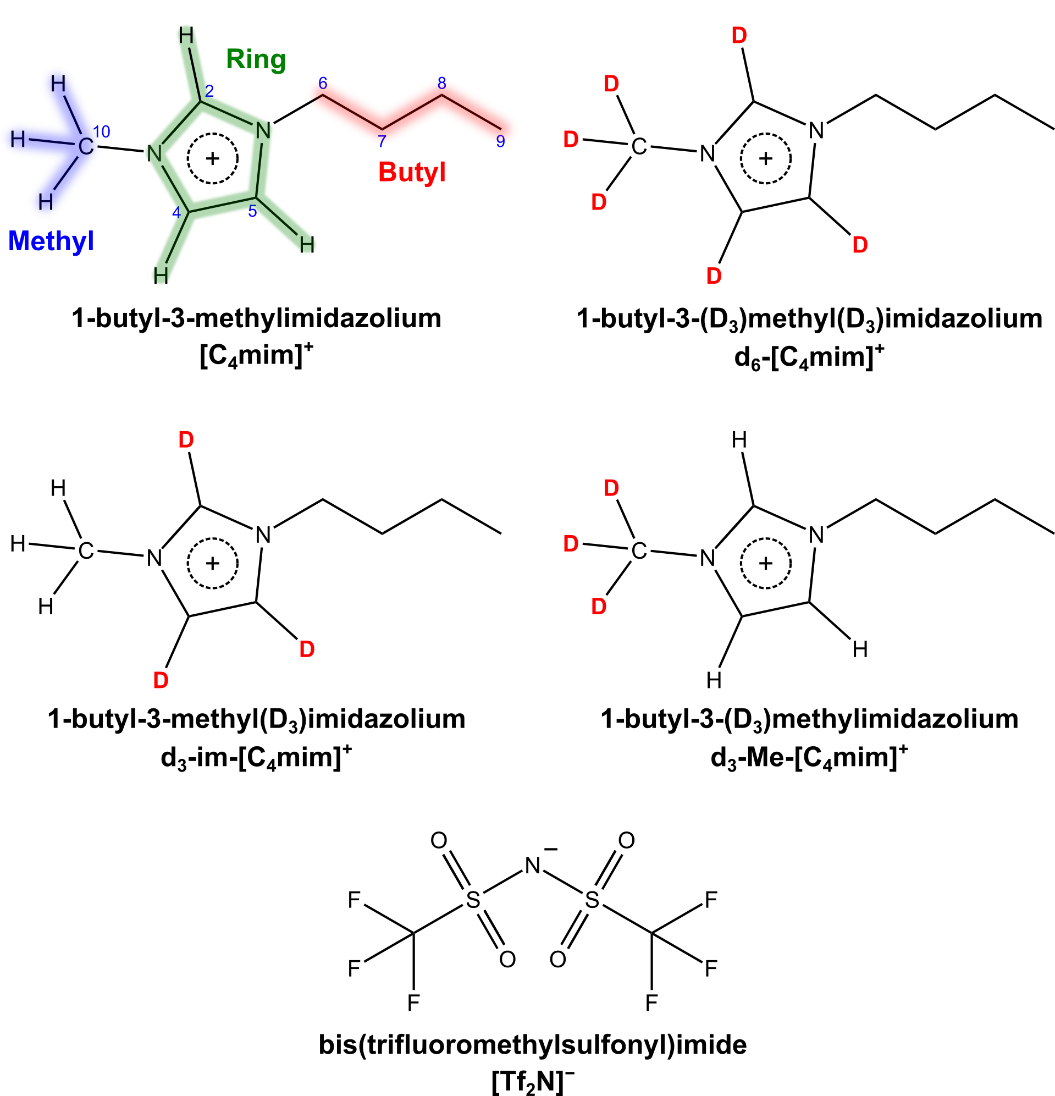 H
Ring
D
H
2
6
8
D
H
C
10
N
7
9
D
C
N
H
N
+
Butyl
D
N
+
Methyl
4
5
H
D
H
D
1-butyl-3-methylimidazolium
[C₄mim]⁺
1-butyl-3-(D₃)methyl(D₃)imidazolium
d₆-[C₄mim]⁺
D
H
H
D
H
C
N
D
C
N
H
N
+
D
N
+
D
H
D
H
1-butyl-3-methyl(D₃)imidazolium
d₃-im-[C₄mim]⁺
1-butyl-3-(D₃)methylimidazolium
d₃-Me-[C₄mim]⁺
O
N
−
O
F
S
S
F
F
O
O
F
F
F
bis(trifluoromethylsulfonyl)imide
[Tf₂N]⁻